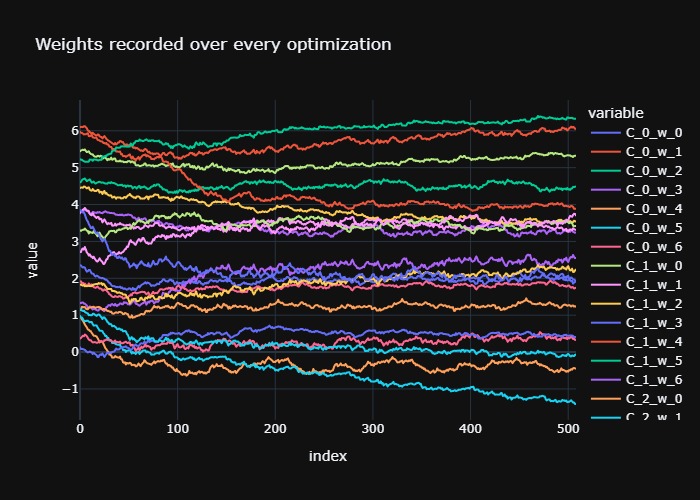 Weights recorded over every optimization
variable
C_0_w_0
C_0_w_1
C_0_w_2
C_0_w_3
C_0_w_4
C_0_w_5
C_0_w_6
C_1_w_0
C_1_w_1
C_1_w_2
C_1_w_3
C_1_w_4
C_1_w_5
C_1_w_6
C_2_w_0
C_2_w_1
value
6
5
4
3
2
1
0
−1
0 100 200 300 400 500
index